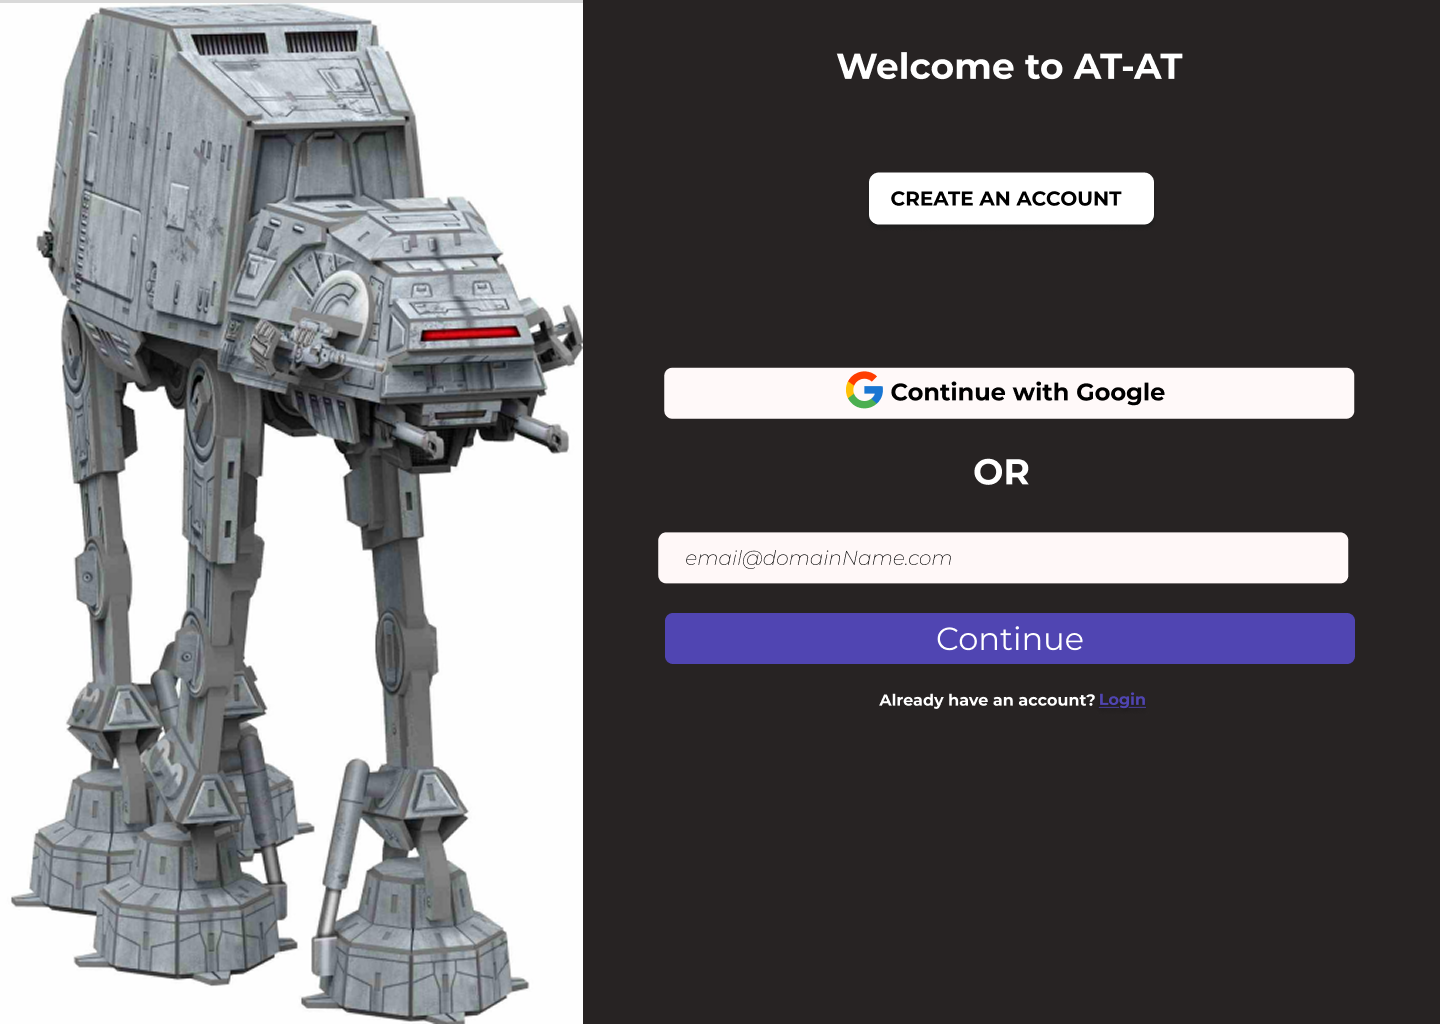 Welcome to AT-AT
CREATE AN ACCOUNT
Continue with Google
OR
email@domainName.com
Continue
Already have an account? Login